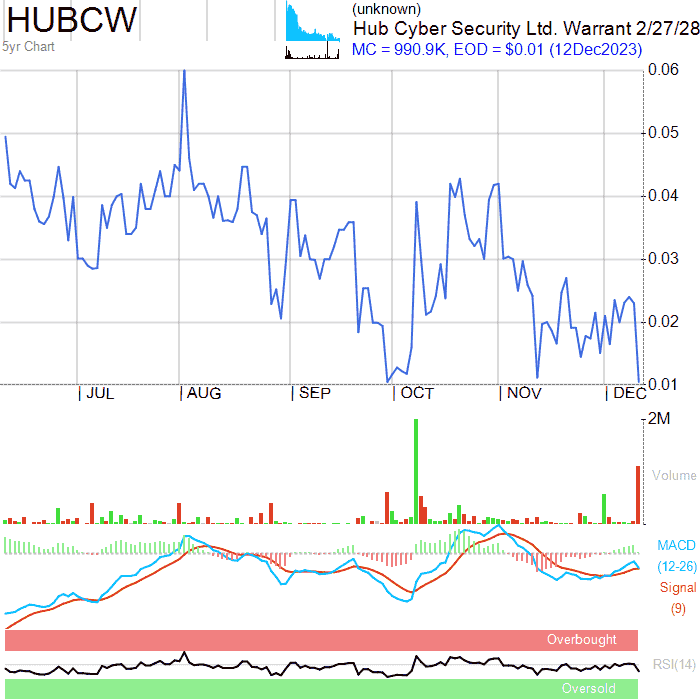 HUBCW
5yr Chart
(unknown)
Hub Cyber Security Ltd. Warrant 2/27/28
MC = 990.9K, EOD = $0.01 (12Dec2023)
0.06
0.05
0.04
0.03
0.02
0.01
JUL AUG SEP OCT NOV DEC
2M
Volume
MACD
(12-26)
Signal
(9)
Overbought
RSI(14)
Oversold